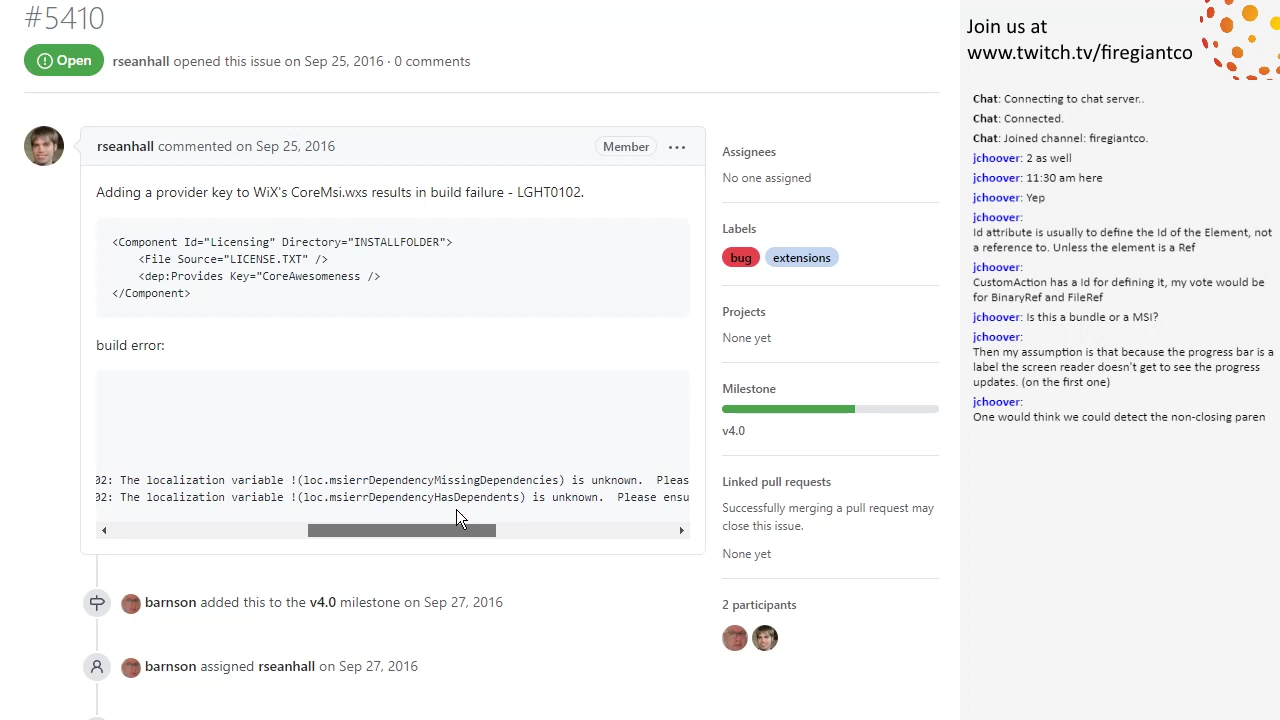 #5410
Open rseanhall opened this issue on Sep 25, 2016 · 0 comments
rseanhall commented on Sep 25, 2016 Member ...
Adding a provider key to WiX's CoreMsi.wxs results in build failure - LGHT0102.
<Component Id="Licensing" Directory="INSTALLFOLDER">
<File Source="LICENSE.TXT" />
<dep:Provides Key="CoreAwesomeness />
</Component>
build error:
02: The localization variable !(loc.msierrDependencyMissingDependencies) is unknown.  Pleas
02: The localization variable !(loc.msierrDependencyHasDependents) is unknown.  Please ensu
barnson added this to the v4.0 milestone on Sep 27, 2016
barnson assigned rseanhall on Sep 27, 2016
Assignees
No one assigned
Labels
bug extensions
Projects
None yet
Milestone
v4.0
Linked pull requests
Successfully merging a pull request may
close this issue.
None yet
2 participants
Join us at
www.twitch.tv/firegiantco
Chat: Connecting to chat server..
Chat: Connected.
Chat: Joined channel: firegiantco.
jchoover: 2 as well
jchoover: 11:30 am here
jchoover: Yep
jchoover:
Id attribute is usually to define the Id of the Element, not
a reference to. Unless the element is a Ref
jchoover:
CustomAction has a Id for defining it, my vote would be
for BinaryRef and FileRef
jchoover: Is this a bundle or a MSI?
jchoover:
Then my assumption is that because the progress bar is a
label the screen reader doesn't get to see the progress
updates. (on the first one)
jchoover:
One would think we could detect the non-closing paren